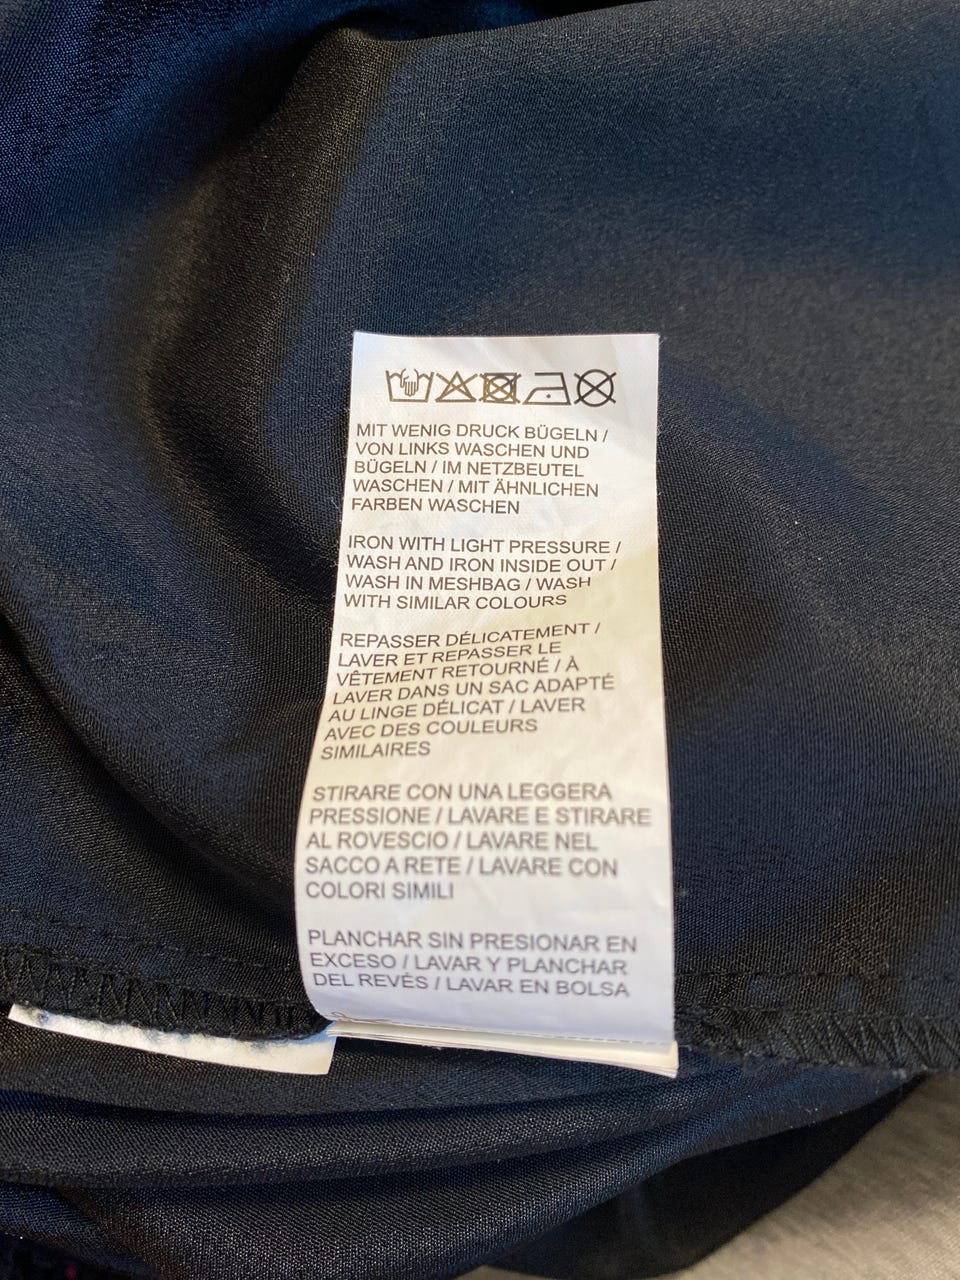 MIT WENIG DRUCK BÜGELN /
VON LINKS WASCHEN UND
BÜGELN / IM NETZBEUTEL
WASCHEN / MIT ÄHNLICHEN
FARBEN WASCHEN
IRON WITH LIGHT PRESSURE /
WASH AND IRON INSIDE OUT /
WASH IN MESHBAG / WASH
WITH SIMILAR COLOURS
REPASSER DÉLICATEMENT /
LAVER ET REPASSER LE
VÊTEMENT RETOURNÉ / À
LAVER DANS UN SAC ADAPTÉ
AU LINGE DÉLICAT / LAVER
AVEC DES COULEURS
SIMILAIRES
STIRARE CON UNA LEGGERA
PRESSIONE / LAVARE E STIRARE
AL ROVESCIO / LAVARE NEL
SACCO A RETE / LAVARE CON
COLORI SIMILI
PLANCHAR SIN PRESIONAR EN
EXCESO / LAVAR Y PLANCHAR
DEL REVÉS / LAVAR EN BOLSA